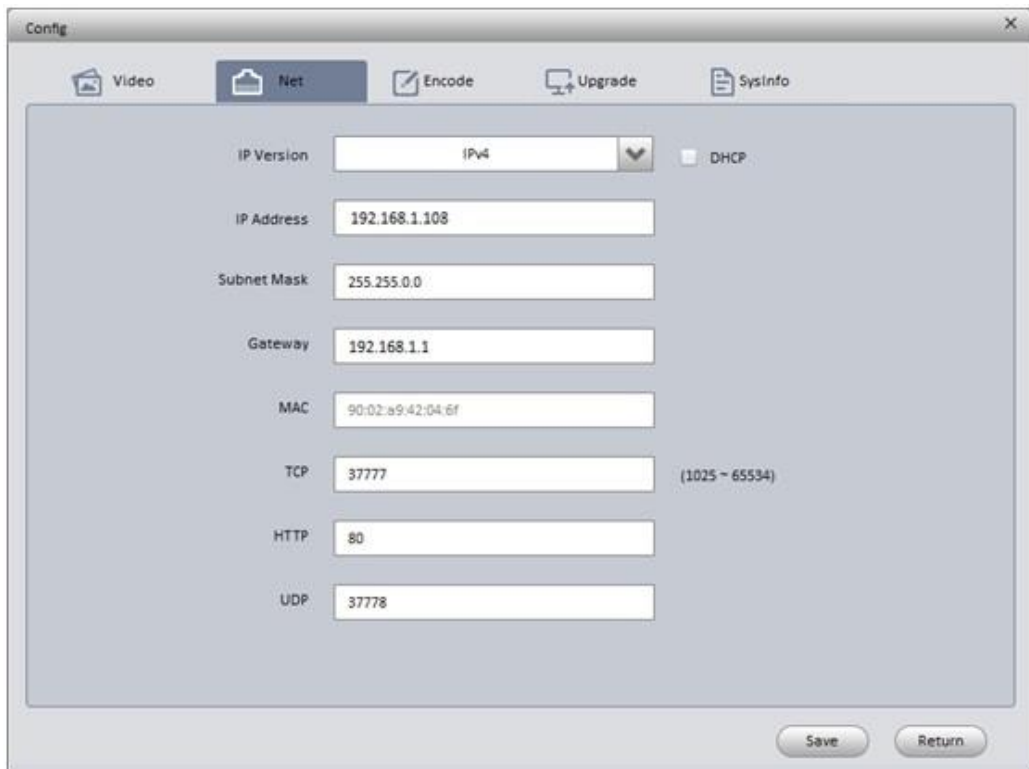 Config
Video Net Encode Upgrade SysInfo
IP Version IPv4 DHCP
IP Address 192.168.1.108
Subnet Mask 255.255.0.0
Gateway 192.168.1.1
MAC 90:02:a9:42:04:6f
TCP 37777 (1025 ~ 65534)
HTTP 80
UDP 37778
Save Return